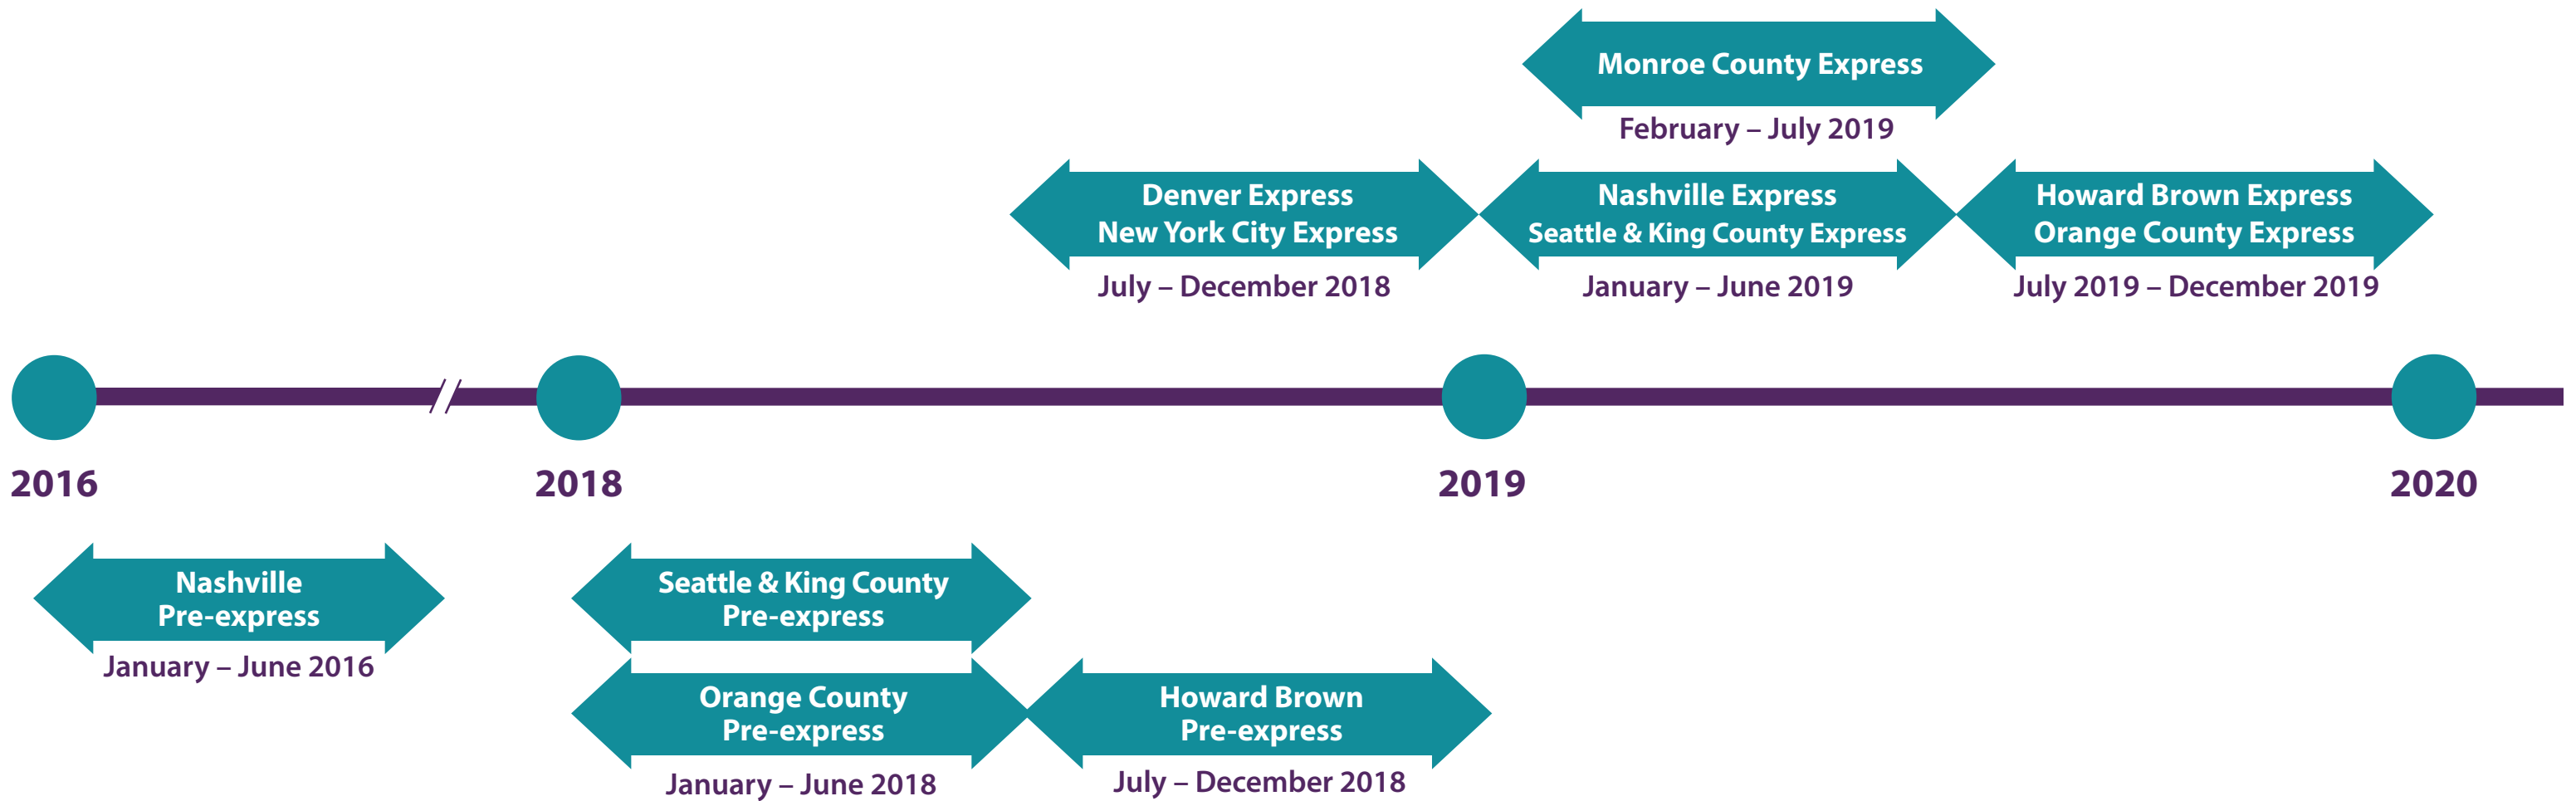 Monroe County Express
February – July 2019
Denver Express
New York City Express
July – December 2018
Nashville Express
Seattle & King County Express
January – June 2019
Howard Brown Express
Orange County Express
July 2019 – December 2019
2016
2018
2019
2020
Nashville
Pre-express
January – June 2016
Seattle & King County
Pre-express
Orange County
Pre-express
January – June 2018
Howard Brown
Pre-express
July – December 2018